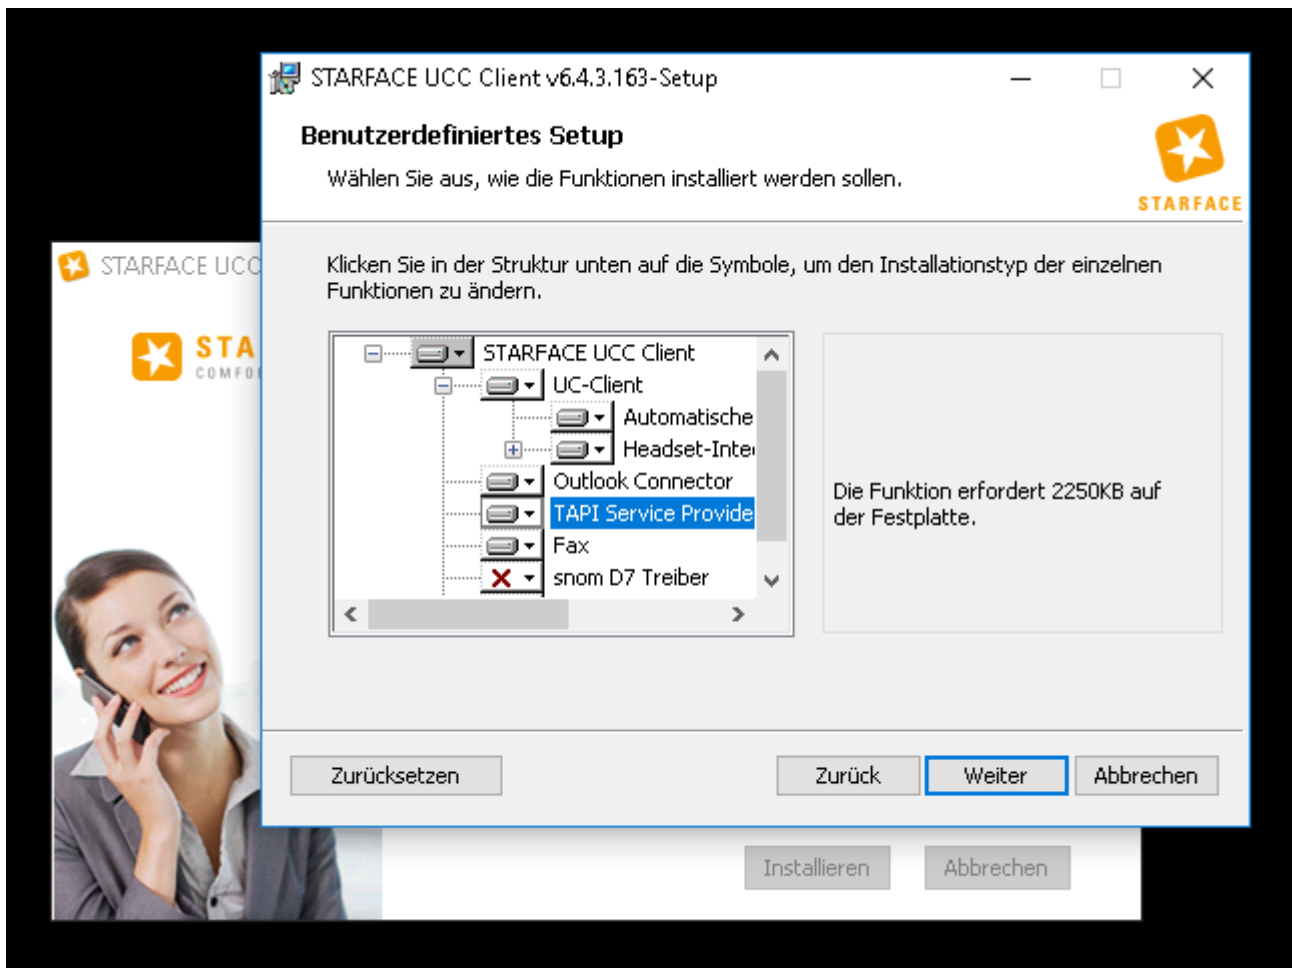 STARFACE UCC Client v6.4.3.163-Setup
Benutzerdefiniertes Setup
Wählen Sie aus, wie die Funktionen installiert werden sollen.
STARFACE
STARFACE UCC
Klicken Sie in der Struktur unten auf die Symbole, um den Installationstyp der einzelnen
Funktionen zu ändern.
STA
COMFO
STARFACE UCC Client
UC-Client
Automatische
Headset-Inte
Outlook Connector
TAPI Service Provide
Fax
snom D7 Treiber
Die Funktion erfordert 2250KB auf
der Festplatte.
Zurücksetzen
Zurück
Weiter
Abbrechen
Installieren
Abbrechen